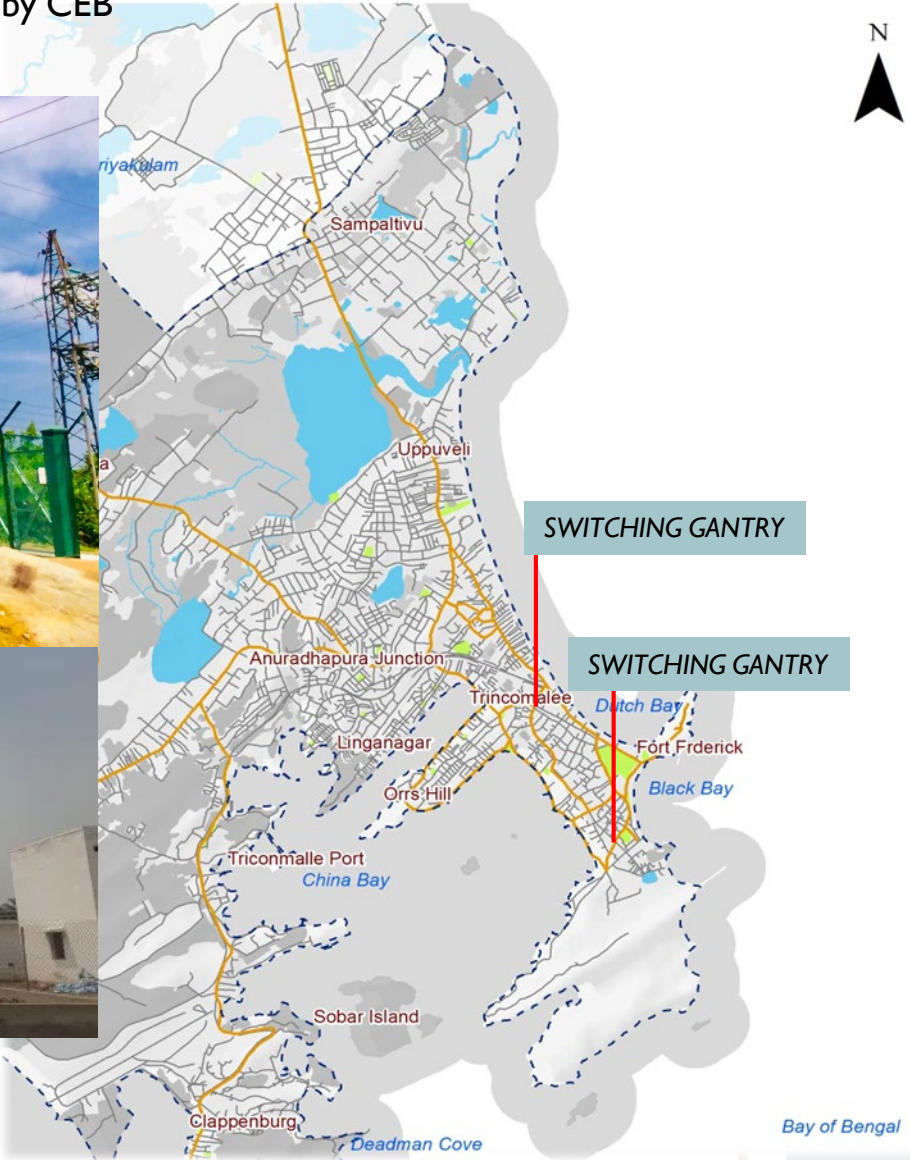 by CEB
N
riyakulam
Sampaltivu
Uppuveli
a
SWITCHING GANTRY
SWITCHING GANTRY
Anuradhapura Junction
Trincomalee
Dutch Bay
Linganagar
Fort Frderick
Orrs Hill
Black Bay
Triconmalle Port
China Bay
Sobar Island
Clappenburg
Bay of Bengal
Deadman Cove